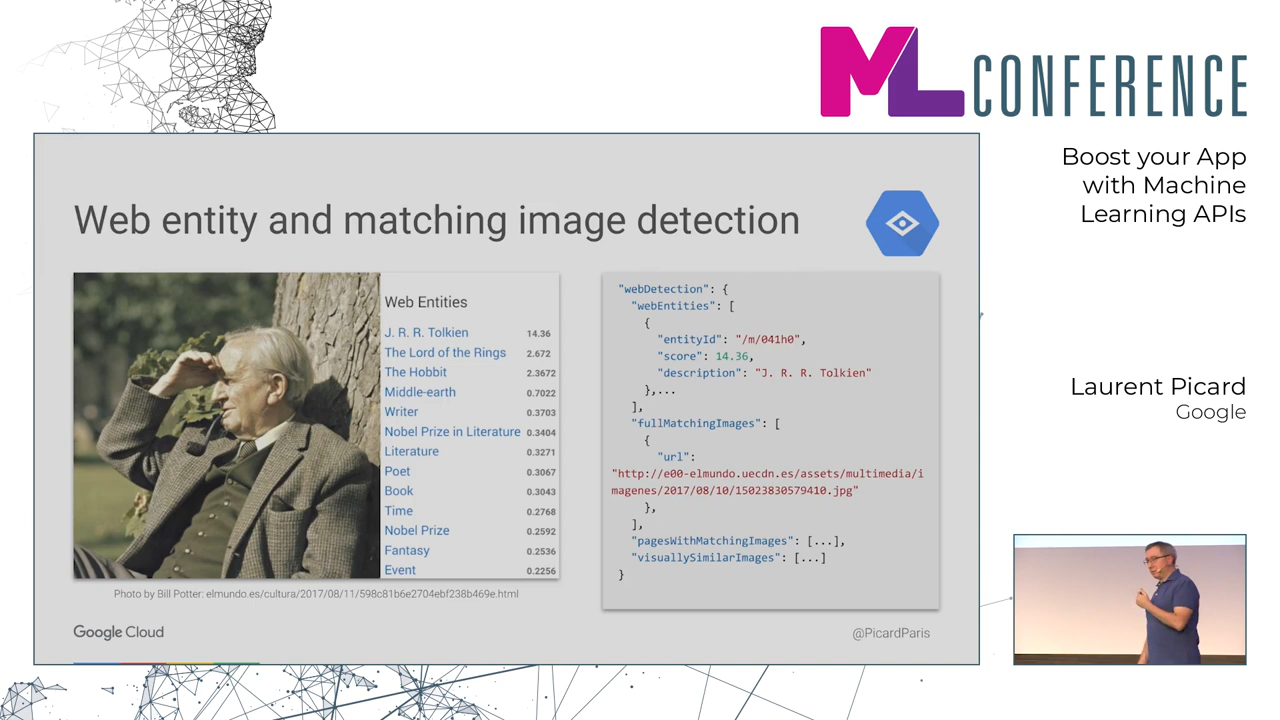 ML CONFERENCE
Boost your App
with Machine
Learning APIs
Laurent Picard
Google
Web entity and matching image detection
Web Entities
J. R. R. Tolkien 14.36
The Lord of the Rings 2.672
The Hobbit 2.3672
Middle-earth 0.7022
Writer 0.3703
Nobel Prize in Literature 0.3404
Literature 0.3271
Poet 0.3067
Book 0.3043
Time 0.2768
Nobel Prize 0.2592
Fantasy 0.2536
Event 0.2256
Photo by Bill Potter: elmundo.es/cultura/2017/08/11/598c81b6e2704ebf238b469e.html
"webDetection": {
"webEntities": [
{
"entityId": "/m/041h0",
"score": 14.36,
"description": "J. R. R. Tolkien"
},...
],
"fullMatchingImages": [
{
"url":
"http://e00-elmundo.uecdn.es/assets/multimedia/i
magenes/2017/08/10/15023830579410.jpg"
},
],
"pagesWithMatchingImages": [...],
"visuallySimilarImages": [...]
}
Google Cloud
@PicardParis